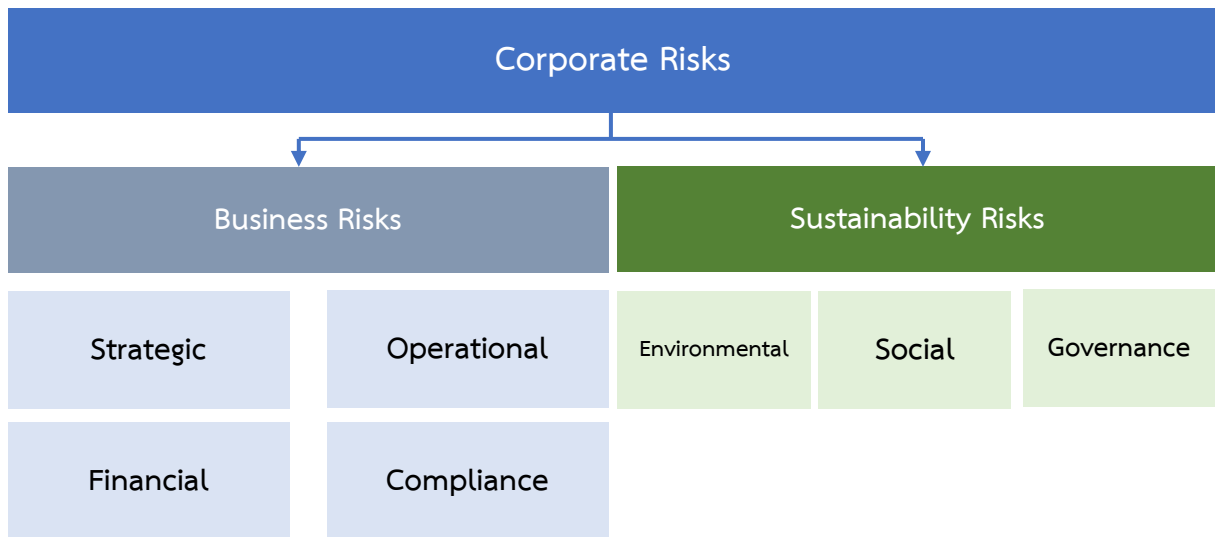 Corporate Risks
Business Risks
Sustainability Risks
Strategic
Operational
Environmental
Social
Governance
Financial
Compliance